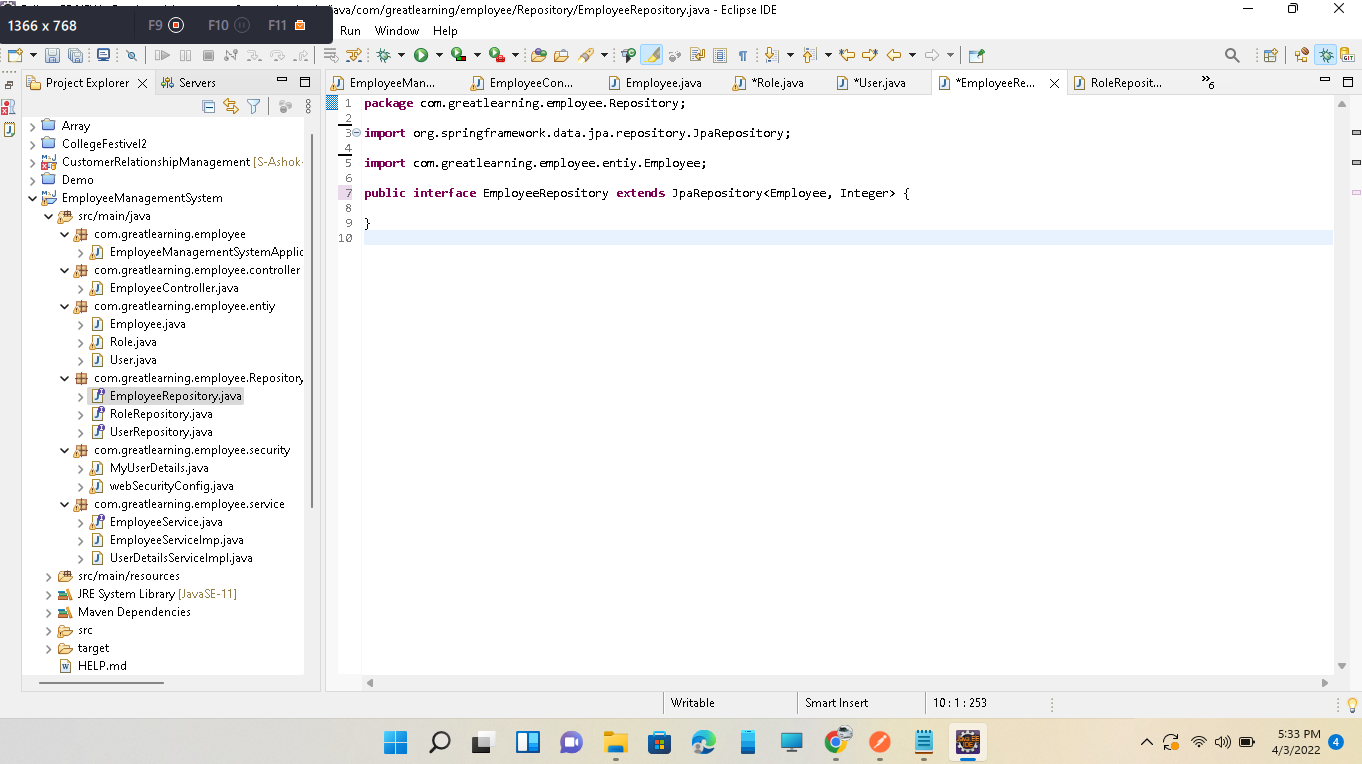 1366 x 768
F9
F10
F11
java/com/greatlearning/employee/Repository/EmployeeRepository.java - Eclipse IDE
Run Window Help
Project Explorer
Servers
EmployeeMan...
EmployeeCon...
Employee.java
*Role.java
*User.java
*EmployeeRe...
RoleReposit...
»6
Array
CollegeFestivel2
CustomerRelationshipManagement [S-Ashok-
Demo
EmployeeManagementSystem
src/main/java
com.greatlearning.employee
EmployeeManagementSystemApplic
com.greatlearning.employee.controller
EmployeeController.java
com.greatlearning.employee.entiy
Employee.java
Role.java
User.java
com.greatlearning.employee.Repository
EmployeeRepository.java
RoleRepository.java
UserRepository.java
com.greatlearning.employee.security
MyUserDetails.java
webSecurityConfig.java
com.greatlearning.employee.service
EmployeeService.java
EmployeeServiceImp.java
UserDetailsServiceImpl.java
src/main/resources
JRE System Library [JavaSE-11]
Maven Dependencies
src
target
HELP.md
1 package com.greatlearning.employee.Repository;
2
3 import org.springframework.data.jpa.repository.JpaRepository;
4
5 import com.greatlearning.employee.entiy.Employee;
6
7 public interface EmployeeRepository extends JpaRepository<Employee, Integer> {
8
9 }
10
Writable
Smart Insert
10 : 1 : 253
5:33 PM
4/3/2022
4